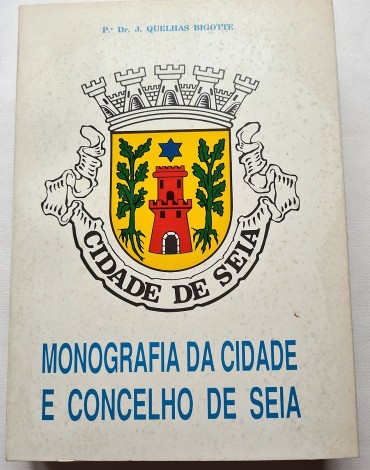 P.e Dr. J. QUELHAS BIGOTTE
CIDADE DE SEIA
MONOGRAFIA DA CIDADE
E CONCELHO DE SEIA